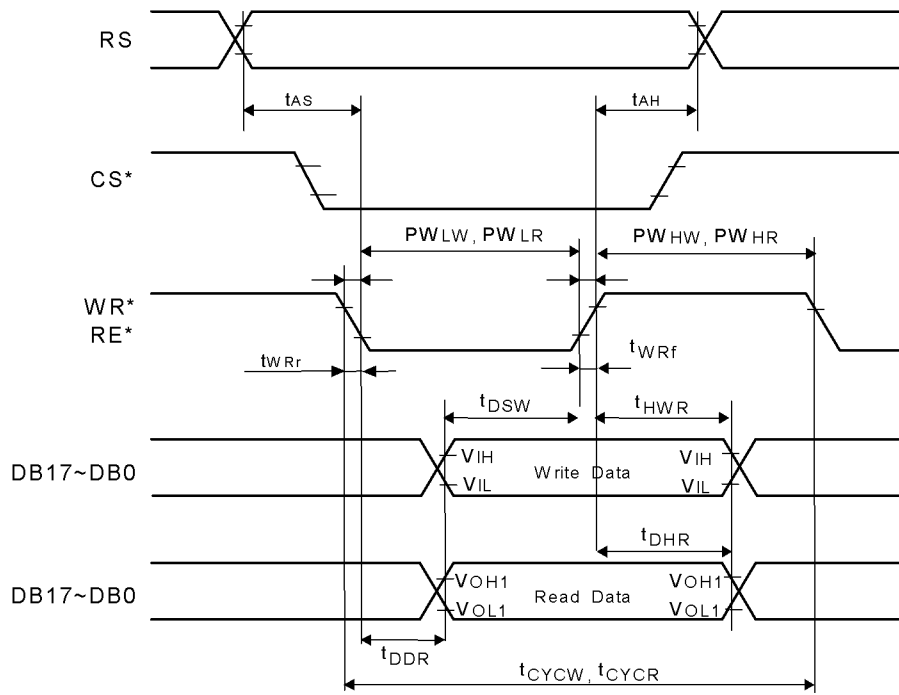 RS
tAS
tAH
CS*
PWLW, PWLR
PWHW, PWHR
WR*
RE*
tWRr
tWRf
tDSW
tHWR
DB17~DB0
VIH
VIL
Write Data
VIH
VIL
tDHR
DB17~DB0
VOH1
VOL1
Read Data
VOH1
VOL1
tDDR
tCYCW, tCYCR